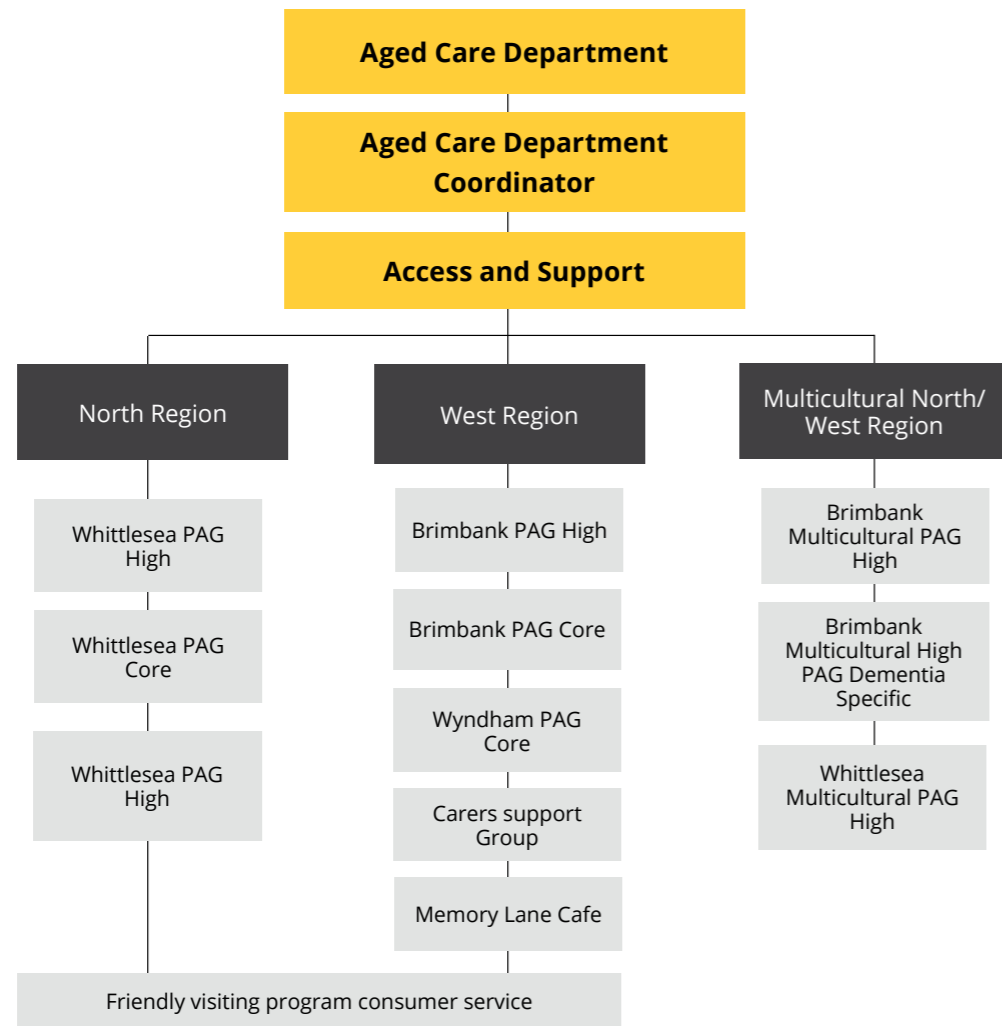 Aged Care Department
Aged Care Department
Coordinator
Access and Support
North Region
Whittlesea PAG
High
Whittlesea PAG
Core
Whittlesea PAG
High
West Region
Brimbank PAG High
Brimbank PAG Core
Wyndham PAG
Core
Carers support
Group
Memory Lane Cafe
Multicultural North/
West Region
Brimbank
Multicultural PAG
High
Brimbank
Multicultural High
PAG Dementia
Specific
Whittlesea
Multicultural PAG
High
Friendly visiting program consumer service